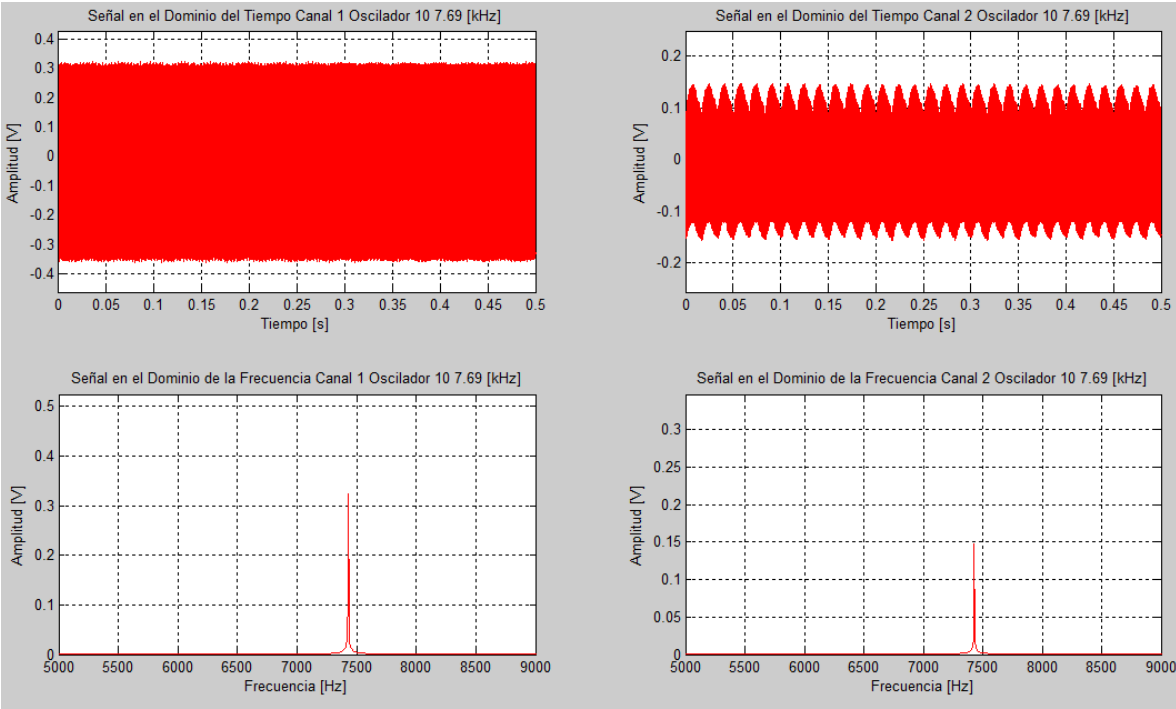 Señal en el Dominio del Tiempo Canal 1 Oscilador 10 7.69 [kHz]
0.4
0.3
0.2
0.1
0
-0.1
-0.2
-0.3
-0.4
Amplitud [V]
0 0.05 0.1 0.15 0.2 0.25 0.3 0.35 0.4 0.45 0.5
Tiempo [s]
Señal en el Dominio del Tiempo Canal 2 Oscilador 10 7.69 [kHz]
0.2
0.1
0
-0.1
-0.2
Amplitud [V]
0 0.05 0.1 0.15 0.2 0.25 0.3 0.35 0.4 0.45 0.5
Tiempo [s]
Señal en el Dominio de la Frecuencia Canal 1 Oscilador 10 7.69 [kHz]
0.5
0.4
0.3
0.2
0.1
0
Amplitud [V]
5000 5500 6000 6500 7000 7500 8000 8500 9000
Frecuencia [Hz]
Señal en el Dominio de la Frecuencia Canal 2 Oscilador 10 7.69 [kHz]
0.3
0.25
0.2
0.15
0.1
0.05
0
Amplitud [V]
5000 5500 6000 6500 7000 7500 8000 8500 9000
Frecuencia [Hz]